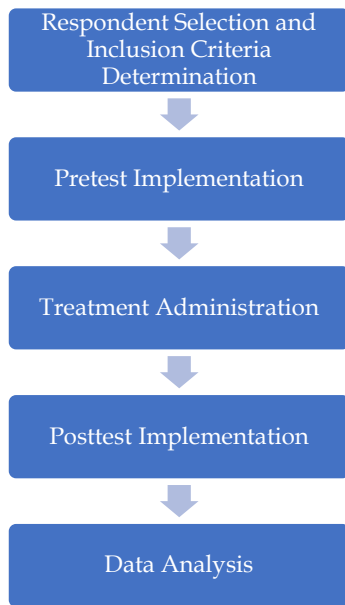 Respondent Selection and
Inclusion Criteria
Determination
Pretest Implementation
Treatment Administration
Posttest Implementation
Data Analysis